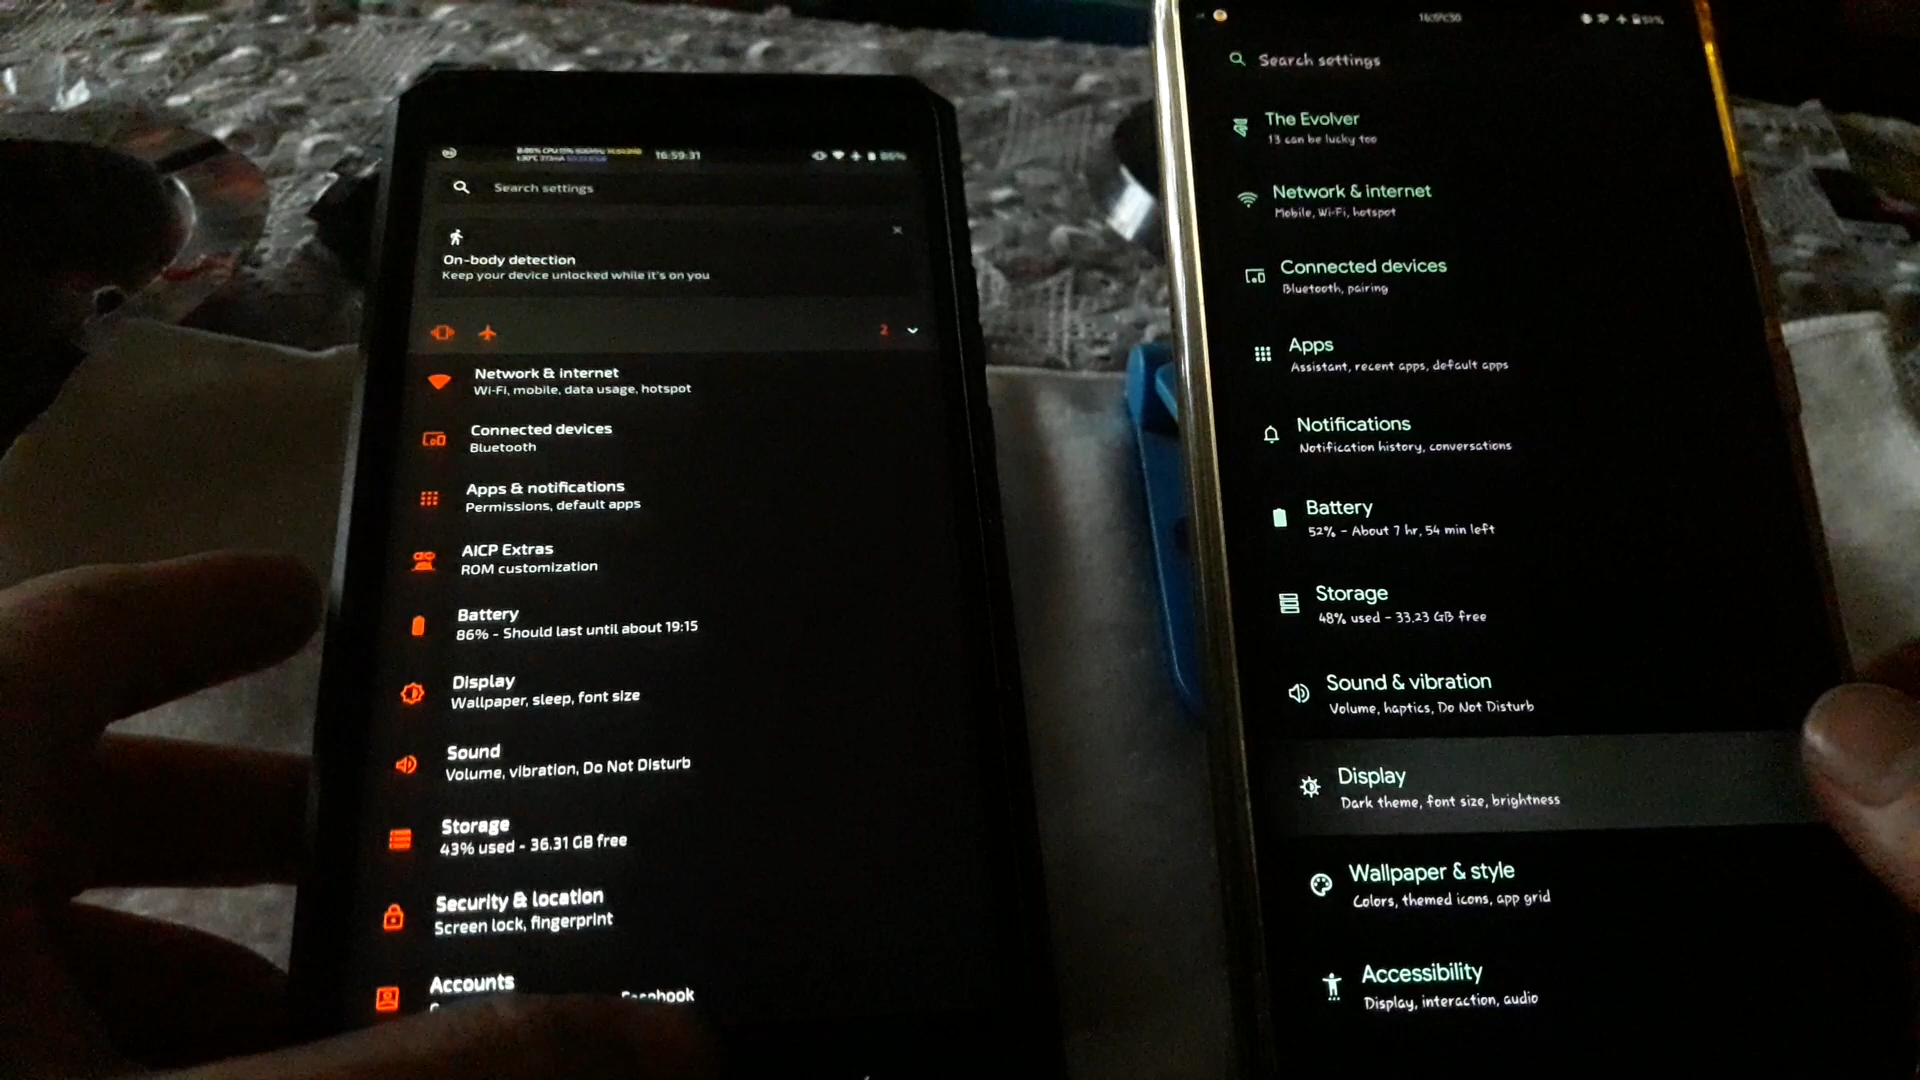 16:59:31
86%
Search settings
On-body detection
Keep your device unlocked while it's on you
2
Network & internet
Wi-Fi, mobile, data usage, hotspot
Connected devices
Bluetooth
Apps & notifications
Permissions, default apps
AICP Extras
ROM customization
Battery
86% - Should last until about 19:15
Display
Wallpaper, sleep, font size
Sound
Volume, vibration, Do Not Disturb
Storage
43% used - 36.31 GB free
Security & location
Screen lock, fingerprint
Accounts
Search settings
The Evolver
13 can be lucky too
Network & internet
Mobile, Wi-Fi, hotspot
Connected devices
Bluetooth, pairing
Apps
Assistant, recent apps, default apps
Notifications
Notification history, conversations
Battery
52% - About 7 hr, 54 min left
Storage
48% used - 33.23 GB free
Sound & vibration
Volume, haptics, Do Not Disturb
Display
Dark theme, font size, brightness
Wallpaper & style
Colors, themed icons, app grid
Accessibility
Display, interaction, audio